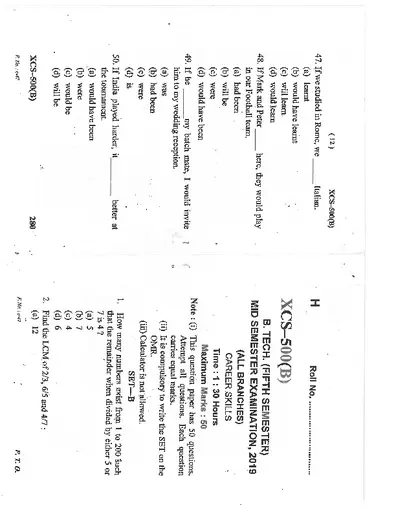 ( 12 )
XCS–500(B)
47. If we studied in Rome, we ______ Italian.
(a) learnt
(b) would have learnt
(c) will learn
(d) would learn
48. If Mark and Peter ______ here, they would play
in our Football team.
(a) had been
(b) will be
(c) were
(d) would have been
49. If he ______ my batch mate, I would invite
him to my wedding reception.
(a) was
(b) had been
(c) were
(d) is
50. If India played harder, it ______ better at
the tournament.
(a) would have been
(b) were
(c) would be
(d) will be
XCS–500(B)
280
H
Roll No. ..............................
XCS–500(B)
B. TECH. (FIFTH SEMESTER)
MID SEMESTER EXAMINATION, 2019
(ALL BRANCHES)
CAREER SKILLS
Time : 1 : 30 Hours
Maximum Marks : 50
Note : (i) This question paper has 50 questions.
Attempt all questions. Each question
carries equal marks.
(ii) It is compulsory to write the SET on the
OMR.
(iii) Calculator is not allowed.
SET—B
1. How many numbers exist from 1 to 200 such
that the remainder when divided by either 5 or
7 is 4 ?
(a) 5
(b) 7
(c) 4
(d) 6
2. Find the LCM of 2/3, 6/5 and 4/7 :
(a) 12
P. T. O.